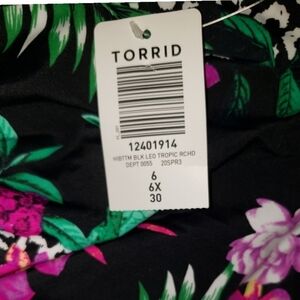 TORRID
12401914
HIBTTM BLK LEO TROPIC RCHD
DEPT 0055 20SPR3
6
6X
30